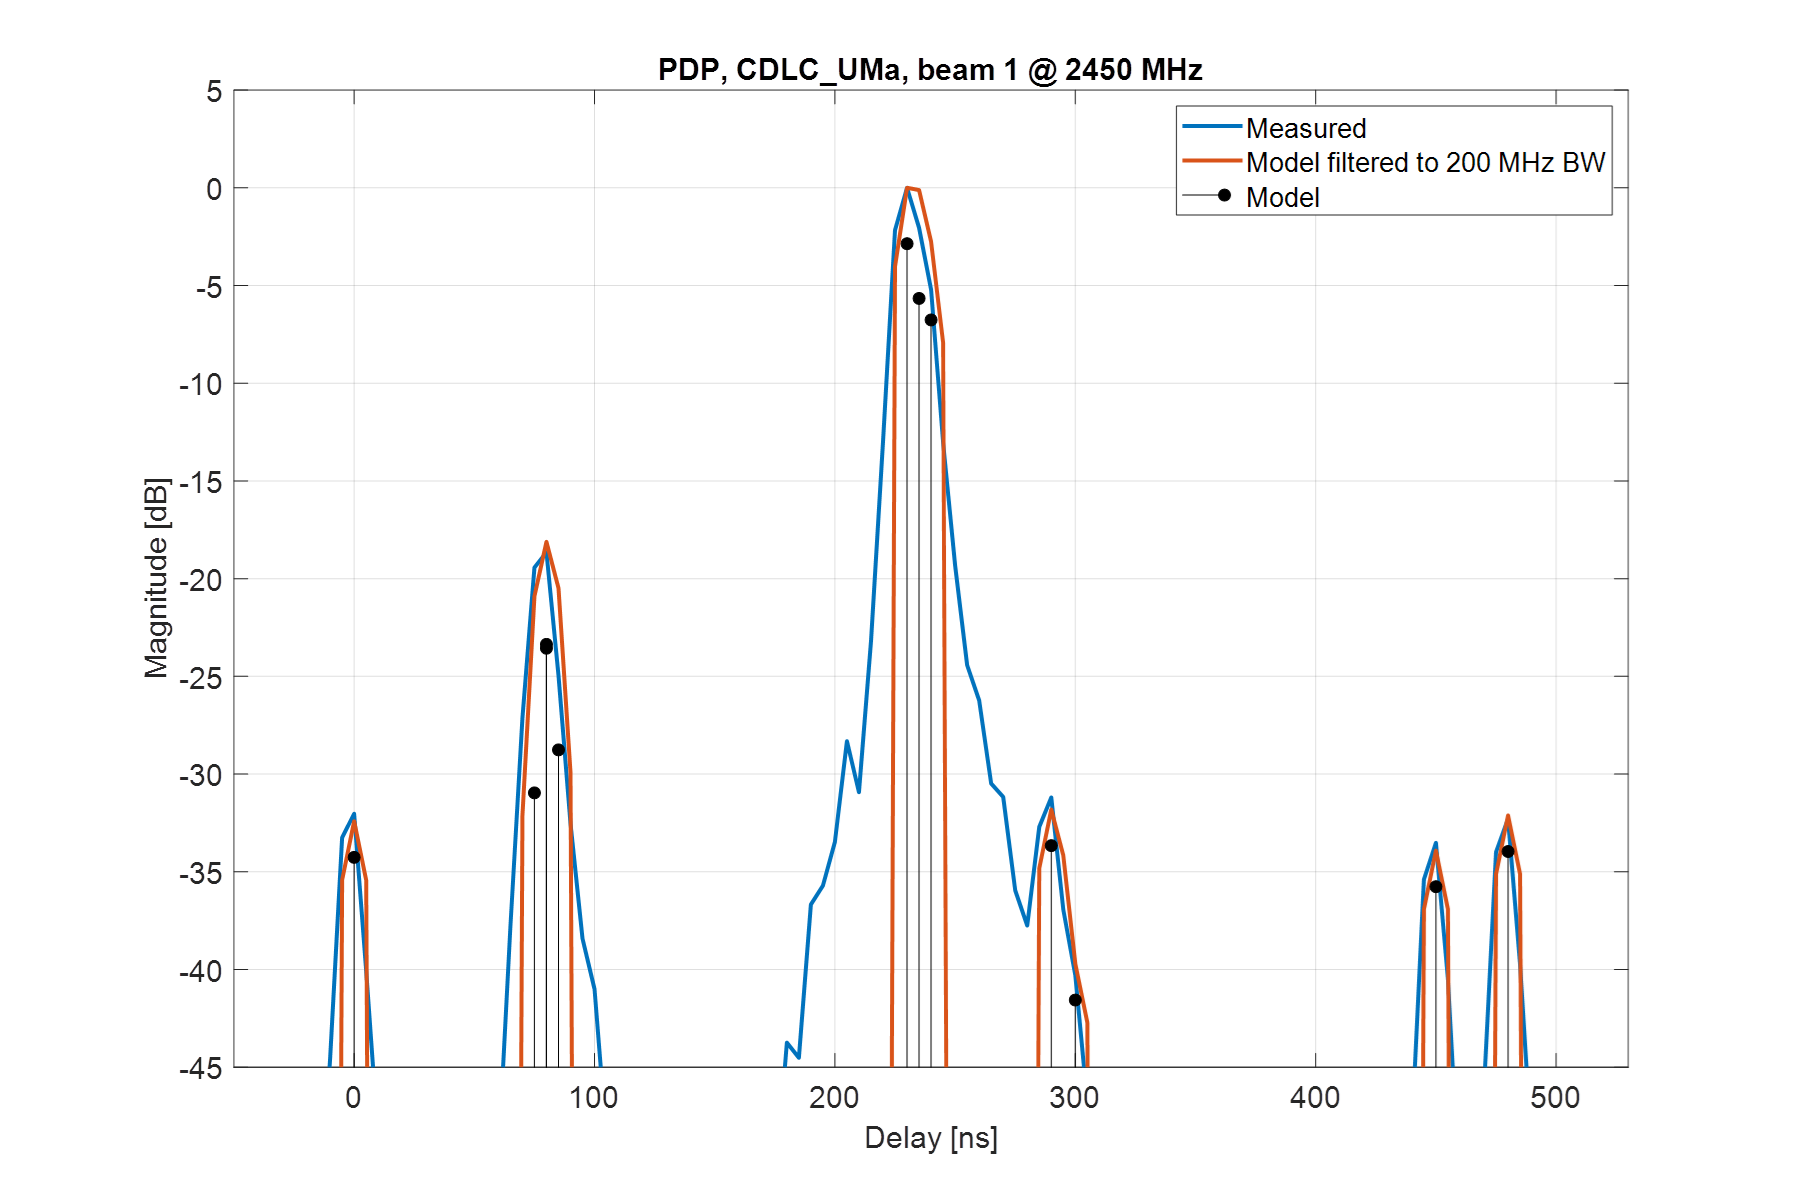 PDP, CDLC_UMa, beam 1 @ 2450 MHz
Measured
Model filtered to 200 MHz BW
Model
5
0
-5
-10
-15
-20
-25
-30
-35
-40
-45
Magnitude [dB]
0 100 200 300 400 500
Delay [ns]